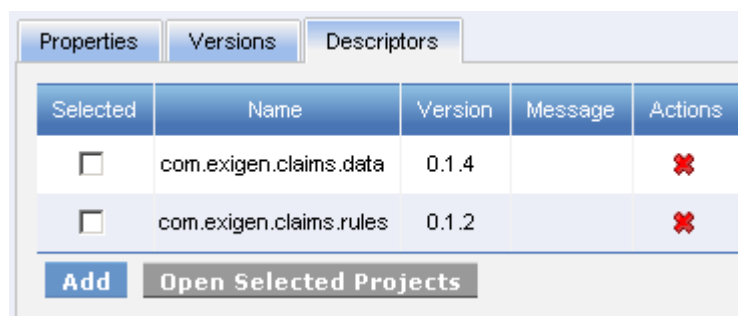 Properties Versions Descriptors
Selected Name Version Message Actions
com.exigen.claims.data 0.1.4
com.exigen.claims.rules 0.1.2
Add Open Selected Projects